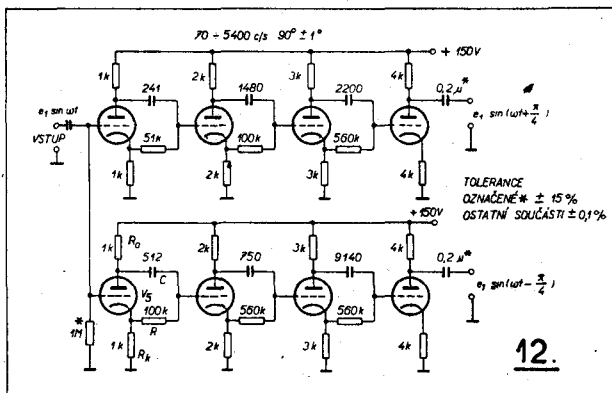 70 ÷ 5400 c/s 90° ± 1°
+ 150V
1k
2k
3k
4k
241
1480
2200
0,2µ*
e₁ sin ωt
VSTUP
51k
100k
560k
e₁ sin (ωt+π/4)
1k
2k
3k
4k
TOLERANCE
OZNAČENÉ * ± 15%
OSTATNÍ SOUČÁSTI ± 0,1%
+150V
1k
Rₐ
2k
3k
4k
512
C
750
9140
0,2µ*
V5
e₁ sin (ωt-π/4)
*
1M
100k
R
560k
560k
1k
Rk
2k
3k
4k
12.